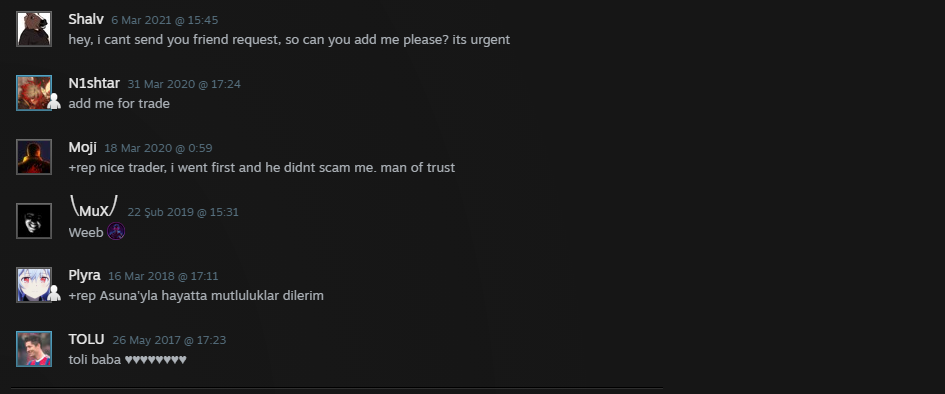 Shalv 6 Mar 2021 @ 15:45
hey, i cant send you friend request, so can you add me please? its urgent
N1shtar 31 Mar 2020 @ 17:24
add me for trade
Moji 18 Mar 2020 @ 0:59
+rep nice trader, i went first and he didnt scam me. man of trust
╲MuX╱ 22 Şub 2019 @ 15:31
Weeb
Plyra 16 Mar 2018 @ 17:11
+rep Asuna'yla hayatta mutluluklar dilerim
TOLU 26 May 2017 @ 17:23
toli baba ♥♥♥♥♥♥♥♥